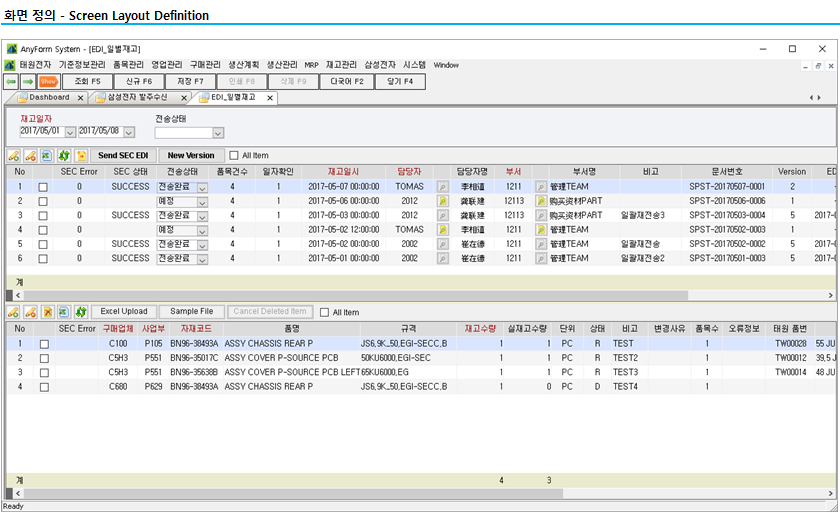 화면 정의 - Screen Layout Definition
AnyForm System - [EDI_일별재고]
태원전자 기준정보관리 품목관리 영업관리 구매관리 생산계획 생산관리 MRP 재고관리 삼성전자 시스템 Window
Show 조회 F5 신규 F6 저장 F7 인쇄 F8 삭제 F9 다국어 F2 닫기 F4
Dashboard 삼성전자 발주수신 EDI_일별재고
재고일자 전송상태
2017/05/01 2017/05/08
Send SEC EDI New Version All Item
No SEC Error SEC 상태 전송상태 품목건수 일자확인 재고일시 담당자 담당자명 부서 부서명 비고 문서번호 Version ED
1 0 SUCCESS 전송완료 4 1 2017-05-07 00:00:00 TOMAS 李相道 1211 管理TEAM SPST-20170507-0001 2
2 0 예정 4 1 2017-05-06 00:00:00 2012 龚联建 12113 购买资材PART SPST-20170506-0006 1
3 0 SUCCESS 전송완료 4 1 2017-05-03 00:00:00 2012 龚联建 12113 购买资材PART 일괄재전송3 SPST-20170503-0004 5 2017-0
4 0 예정 4 1 2017-05-02 12:00:00 TOMAS 李相道 1211 管理TEAM SPST-20170502-0003 1
5 0 SUCCESS 전송완료 4 1 2017-05-02 00:00:00 2002 崔在德 1211 管理TEAM 일괄재전송 SPST-20170502-0002 5 2017-0
6 0 SUCCESS 전송완료 4 1 2017-05-01 00:00:00 2002 崔在德 1211 管理TEAM 일괄재전송2 SPST-20170501-0003 5 2017-0
계
Excel Upload Sample File Cancel Deleted Item All Item
No SEC Error 구매업체 사업부 자재코드 품명 규격 재고수량 실재고수량 단위 상태 비고 변경사유 품목수 오류정보 태원 품번
1 C100 P105 BN96-38493A ASSY CHASSIS REAR P JS6,9K_50,EGI-SECC,B 1 1 PC R TEST 1 TW00028 55 JU
2 C5H3 P551 BN96-35017C ASSY COVER P-SOURCE PCB 50KU6000,EGI-SEC 1 1 PC R TEST2 1 TW00012 39,5 J
3 C5H3 P551 BN96-35638B ASSY COVER P-SOURCE PCB LEFT 65KU6000,EG 1 1 PC R TEST3 1 TW00014 48 JU
4 C680 P629 BN96-38493A ASSY CHASSIS REAR P JS6,9K_50,EGI-SECC,B 1 0 PC D TEST4 1
계 4 3
Ready